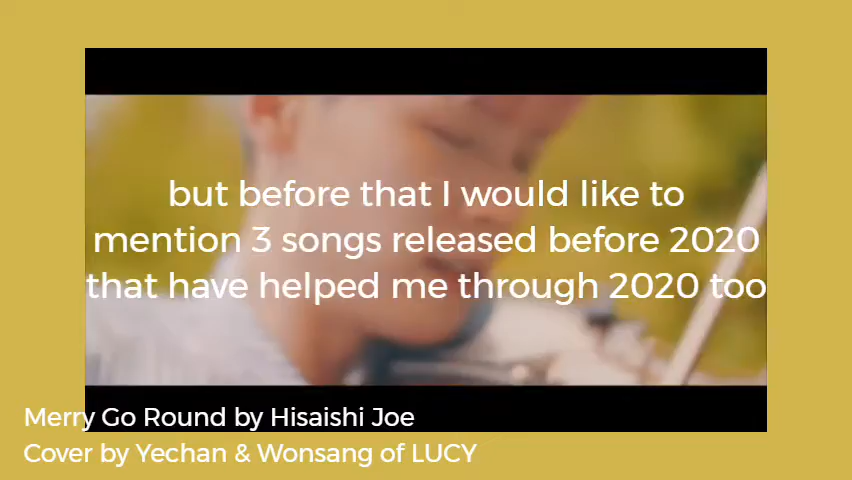 but before that I would like to
mention 3 songs released before 2020
that have helped me through 2020 too
Merry Go Round by Hisaishi Joe
Cover by Yechan & Wonsang of LUCY